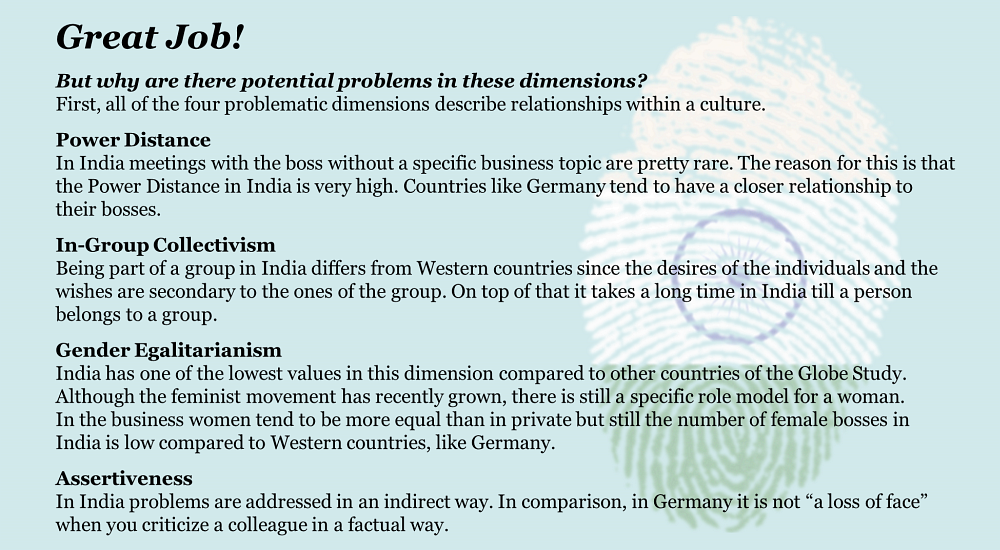 Great Job!
But why are there potential problems in these dimensions?
First, all of the four problematic dimensions describe relationships within a culture.
Power Distance
In India meetings with the boss without a specific business topic are pretty rare. The reason for this is that
the Power Distance in India is very high. Countries like Germany tend to have a closer relationship to
their bosses.
In-Group Collectivism
Being part of a group in India differs from Western countries since the desires of the individuals and the
wishes are secondary to the ones of the group. On top of that it takes a long time in India till a person
belongs to a group.
Gender Egalitarianism
India has one of the lowest values in this dimension compared to other countries of the Globe Study.
Although the feminist movement has recently grown, there is still a specific role model for a woman.
In the business women tend to be more equal than in private but still the number of female bosses in
India is low compared to Western countries, like Germany.
Assertiveness
In India problems are addressed in an indirect way. In comparison, in Germany it is not “a loss of face”
when you criticize a colleague in a factual way.